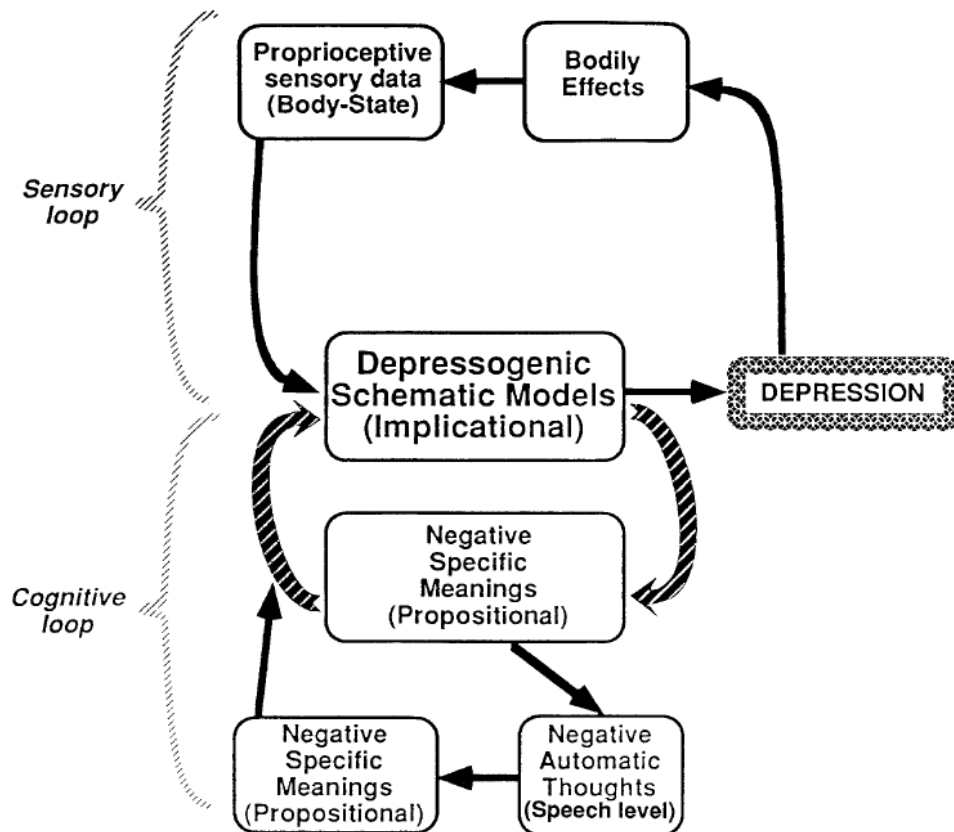 Proprioceptive
sensory data
(Body-State)
Bodily
Effects
Sensory
loop
Depressogenic
Schematic Models
(Implicational)
DEPRESSION
Negative
Specific
Meanings
(Propositional)
Cognitive
loop
Negative
Specific
Meanings
(Propositional)
Negative
Automatic
Thoughts
(Speech level)